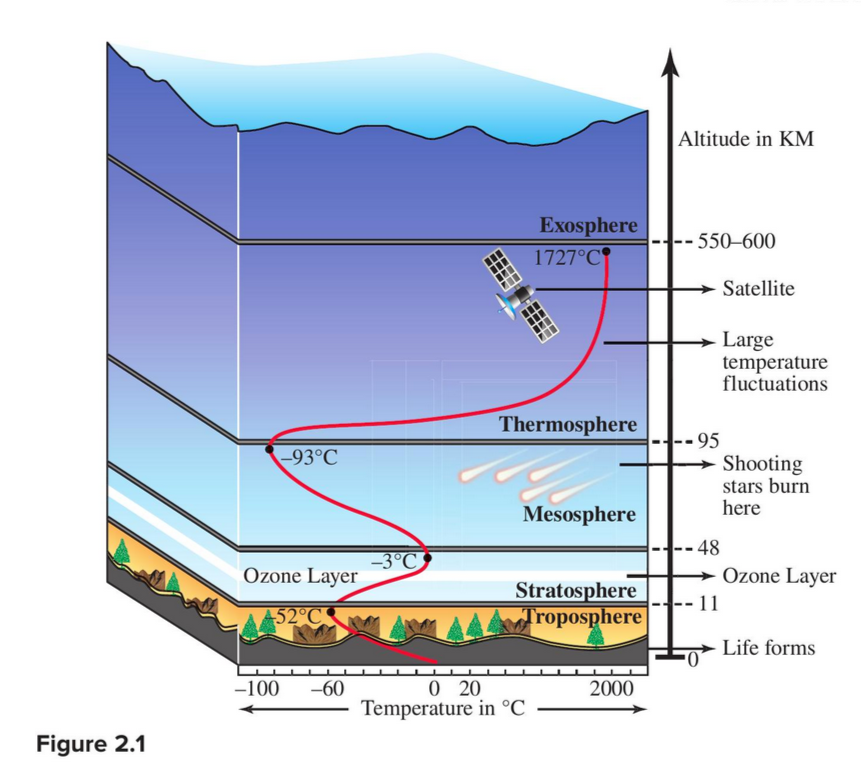 Altitude in KM
Exosphere
550–600
1727°C
Satellite
Large
temperature
fluctuations
Thermosphere
95
–93°C
Shooting
stars burn
here
Mesosphere
48
–3°C
Ozone Layer
Ozone Layer
Stratosphere
11
–52°C
Troposphere
Life forms
0
–100 –60 0 20 2000
Temperature in °C
Figure 2.1